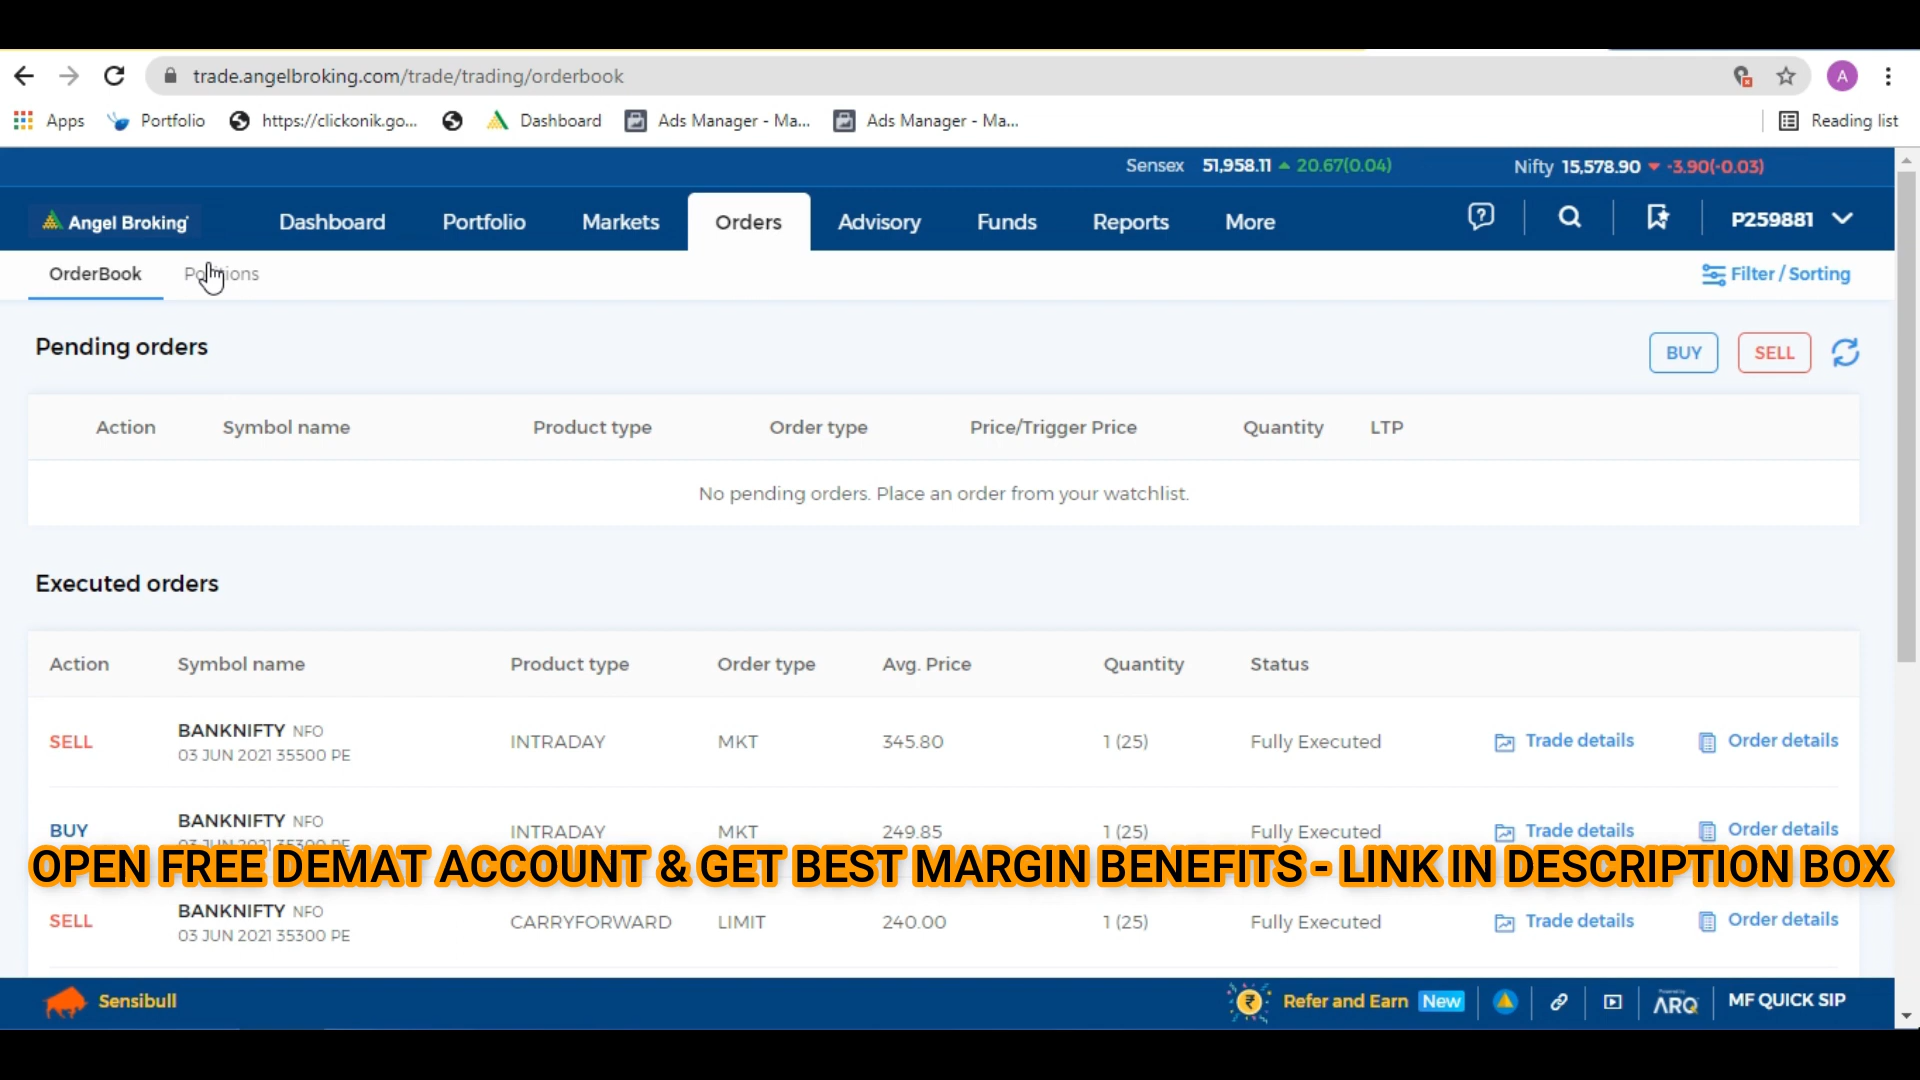 trade.angelbroking.com/trade/trading/orderbook
A
Apps Portfolio https://clickonik.go... Dashboard Ads Manager - Ma... Ads Manager - Ma... Reading list
Sensex 51,958.11 20.67(0.04) Nifty 15,578.90 -3.90(-0.03)
Angel Broking Dashboard Portfolio Markets Orders Advisory Funds Reports More P259881
OrderBook Positions Filter / Sorting
Pending orders BUY SELL
Action Symbol name Product type Order type Price/Trigger Price Quantity LTP
No pending orders. Place an order from your watchlist.
Executed orders
Action Symbol name Product type Order type Avg. Price Quantity Status
SELL BANKNIFTY NFO INTRADAY MKT 345.80 1 (25) Fully Executed Trade details Order details
03 JUN 2021 35500 PE
BUY BANKNIFTY NFO INTRADAY MKT 249.85 1 (25) Fully Executed Trade details Order details
03 JUN 2021 35300 PE
OPEN FREE DEMAT ACCOUNT & GET BEST MARGIN BENEFITS - LINK IN DESCRIPTION BOX
SELL BANKNIFTY NFO CARRYFORWARD LIMIT 240.00 1 (25) Fully Executed Trade details Order details
03 JUN 2021 35300 PE
Sensibull Refer and Earn New Powered by ARQ MF QUICK SIP